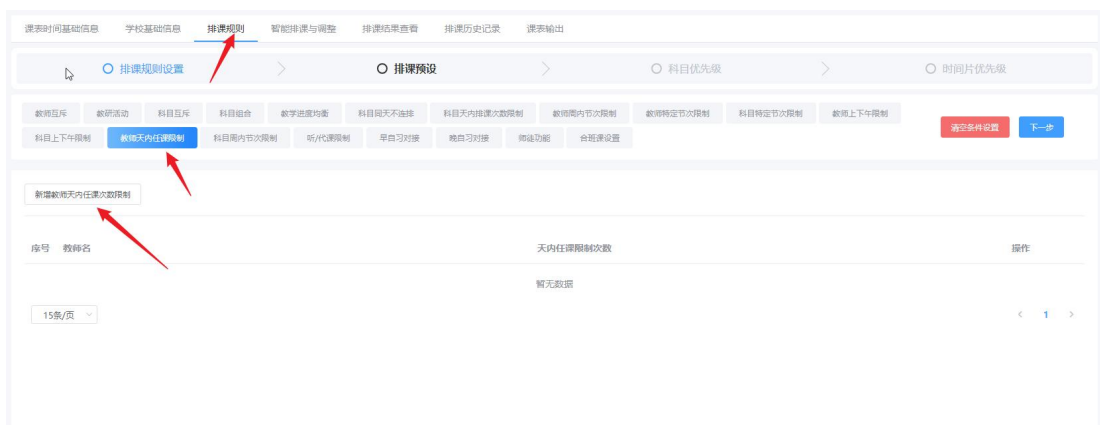 课表时间基础信息 学校基础信息 排课规则 智能排课与调整 排课结果查看 排课历史记录 课表输出
排课规则设置 排课预设 科目优先级 时间片优先级
教师互斥 教研活动 科目互斥 科目组合 教学进度均衡 科目同天不连排 科目天内排课次数限制 教师周内节次限制 教师特定节次限制 科目特定节次限制 教师上下午限制
科目上下午限制 教师天内任课限制 科目周内节次限制 听/代课限制 早自习对接 晚自习对接 师徒功能 合班课设置
清空条件设置 下一步
新增教师天内任课次数限制
序号 教师名 天内任课限制次数 操作
暂无数据
15条/页 1